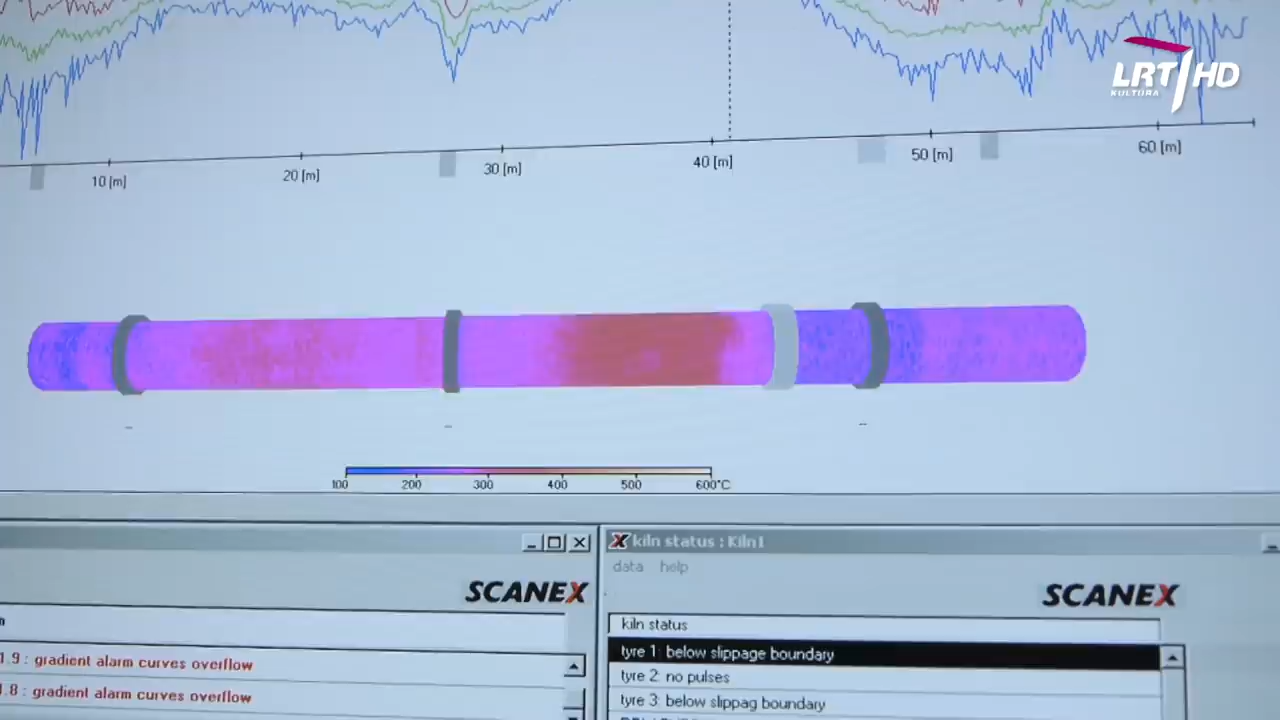 LRT HD
KULTŪRA
10 [m]
20 [m]
30 [m]
40 [m]
50 [m]
60 [m]
100 200 300 400 500 600°C
kiln status : Kiln1
data help
SCANEX
SCANEX
kiln status
1.9 : gradient alarm curves overflow
1.8 : gradient alarm curves overflow
tyre 1: below slippage boundary
tyre 2: no pulses
tyre 3: below slippag boundary